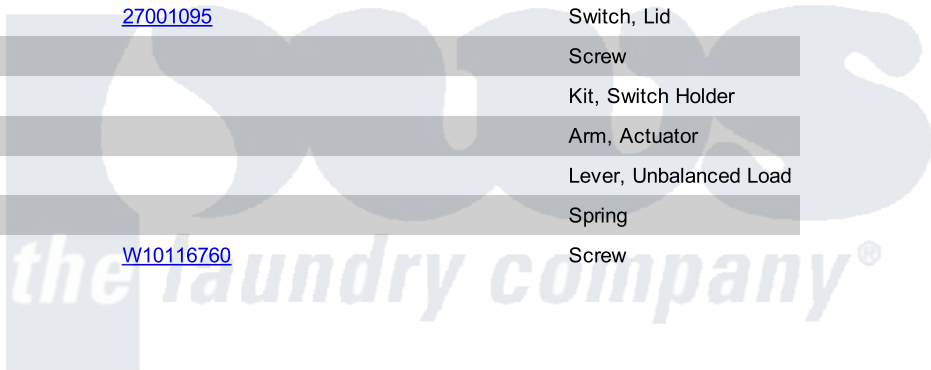 27001095 Switch, Lid
Screw
Kit, Switch Holder
Arm, Actuator
Lever, Unbalanced Load
Spring
W10116760 Screw
the laundry company®